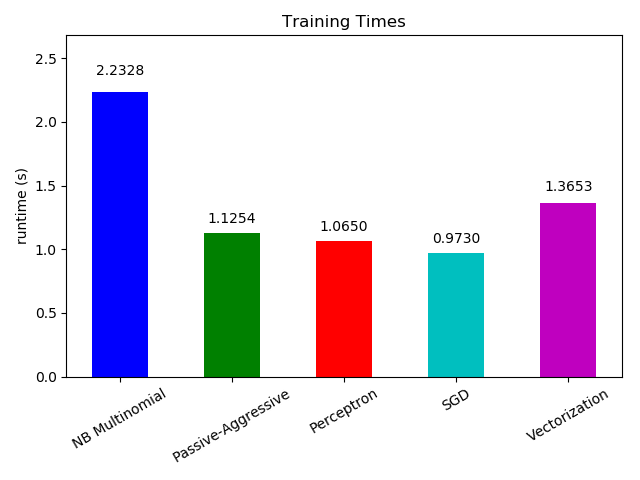 Training Times
runtime (s)
2.5
2.0
1.5
1.0
0.5
0.0
2.2328
1.1254
1.0650
0.9730
1.3653
NB Multinomial
Passive-Aggressive
Perceptron
SGD
Vectorization